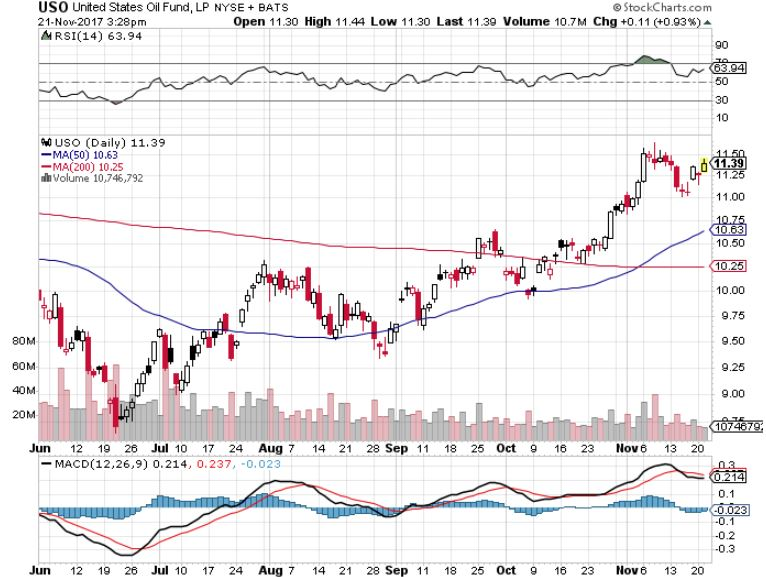 USO United States Oil Fund, LP NYSE + BATS © StockCharts.com
21-Nov-2017 3:28pm Open 11.30 High 11.44 Low 11.30 Last 11.39 Volume 10.7M Chg +0.11 (+0.93%)
RSI(14) 63.94
90
70
63.94
50
30
10
USO (Daily) 11.39
MA(50) 10.63
MA(200) 10.25
Volume 10,746,792
11.50
11.39
11.25
11.00
10.75
10.63
10.50
10.25
10.00
9.75
80M 9.50
60M 9.25
40M 9.00
20M
10746792
Jun 12 19 26 Jul 10 17 24 Aug 7 14 21 28 Sep 11 18 25 Oct 9 16 23 Nov 6 13 20
MACD(12,26,9) 0.214, 0.237, -0.023
0.3
0.214
0.1
-0.023
-0.1
-0.2
-0.3
Jun 12 19 26 Jul 10 17 24 Aug 7 14 21 28 Sep 11 18 25 Oct 9 16 23 Nov 6 13 20